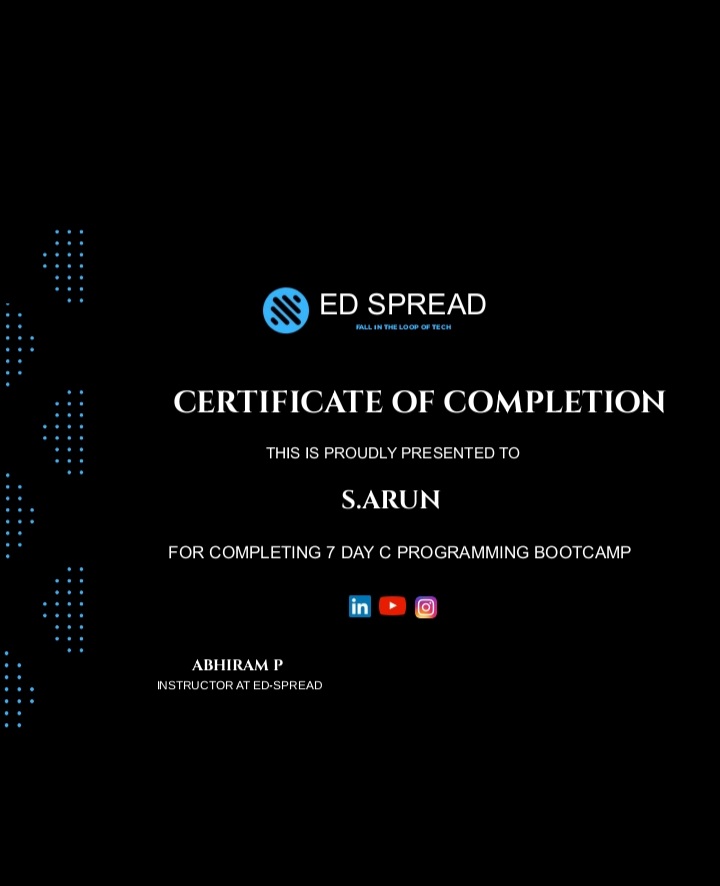 ED SPREAD
FALL IN THE LOOP OF TECH
CERTIFICATE OF COMPLETION
THIS IS PROUDLY PRESENTED TO
S.ARUN
FOR COMPLETING 7 DAY C PROGRAMMING BOOTCAMP
in
ABHIRAM P
INSTRUCTOR AT ED-SPREAD